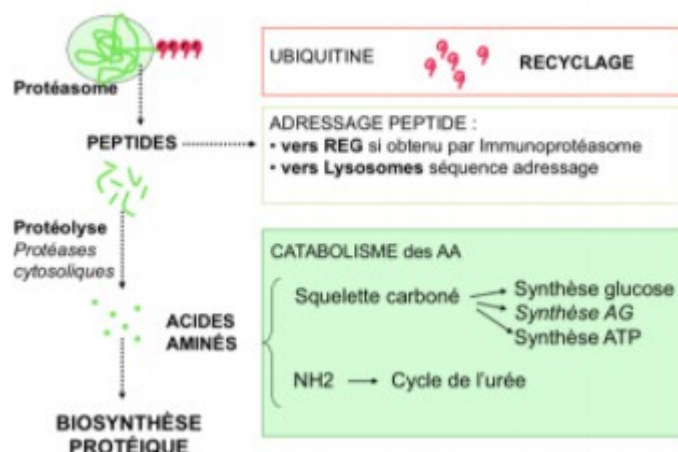 UBIQUITINE
RECYCLAGE
Protéasome
PEPTIDES
ADRESSAGE PEPTIDE :
• vers REG si obtenu par Immunoprotéasome
• vers Lysosomes séquence adressage
Protéolyse
Protéases
cytosoliques
ACIDES
AMINÉS
BIOSYNTHÈSE
PROTÉIQUE
CATABOLISME des AA
Squelette carboné
Synthèse glucose
Synthèse AG
Synthèse ATP
NH2
Cycle de l'urée